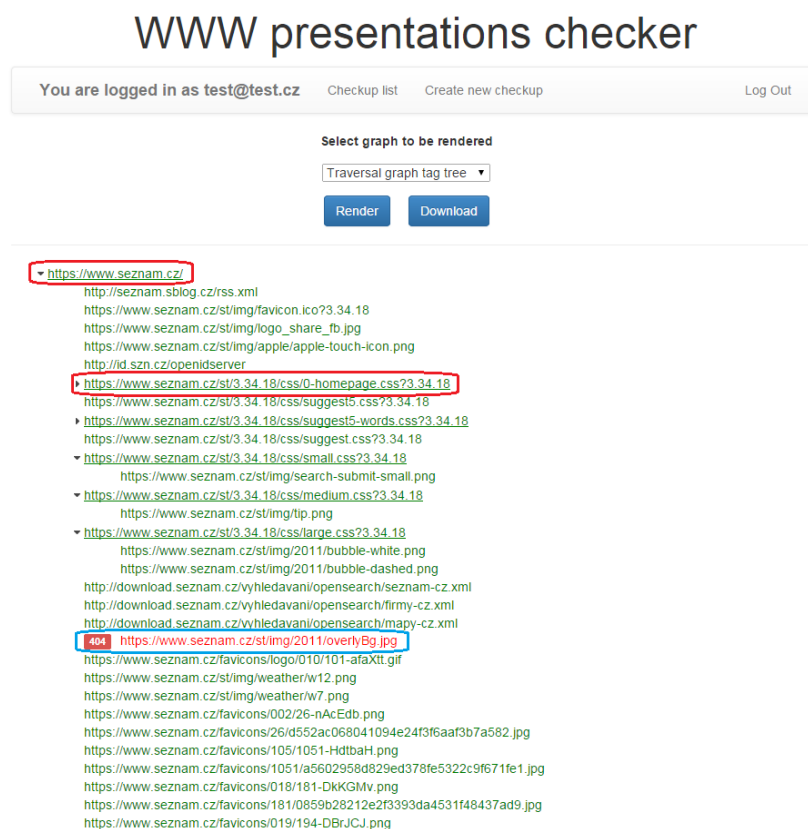 WWW presentations checker
You are logged in as test@test.cz Checkup list Create new checkup Log Out
Select graph to be rendered
Traversal graph tag tree
Render Download
https://www.seznam.cz/
http://seznam.sblog.cz/rss.xml
https://www.seznam.cz/st/img/favicon.ico?3.34.18
https://www.seznam.cz/st/img/logo_share_fb.jpg
https://www.seznam.cz/st/img/apple/apple-touch-icon.png
http://id.szn.cz/openidserver
https://www.seznam.cz/st/3.34.18/css/0-homepage.css?3.34.18
https://www.seznam.cz/st/3.34.18/css/suggest5.css?3.34.18
https://www.seznam.cz/st/3.34.18/css/suggest5-words.css?3.34.18
https://www.seznam.cz/st/3.34.18/css/suggest.css?3.34.18
https://www.seznam.cz/st/3.34.18/css/small.css?3.34.18
https://www.seznam.cz/st/img/search-submit-small.png
https://www.seznam.cz/st/3.34.18/css/medium.css?3.34.18
https://www.seznam.cz/st/img/tip.png
https://www.seznam.cz/st/3.34.18/css/large.css?3.34.18
https://www.seznam.cz/st/img/2011/bubble-white.png
https://www.seznam.cz/st/img/2011/bubble-dashed.png
http://download.seznam.cz/vyhledavani/opensearch/seznam-cz.xml
http://download.seznam.cz/vyhledavani/opensearch/firmy-cz.xml
http://download.seznam.cz/vyhledavani/opensearch/mapy-cz.xml
404 https://www.seznam.cz/st/img/2011/overlyBg.jpg
https://www.seznam.cz/favicons/logo/010/101-afaXtt.gif
https://www.seznam.cz/st/img/weather/w12.png
https://www.seznam.cz/st/img/weather/w7.png
https://www.seznam.cz/favicons/002/26-nAcEdb.png
https://www.seznam.cz/favicons/26/d552ac068041094e24f3f6aaf3b7a582.jpg
https://www.seznam.cz/favicons/105/1051-HdtbaH.png
https://www.seznam.cz/favicons/1051/a5602958d829ed378fe5322c9f671fe1.jpg
https://www.seznam.cz/favicons/018/181-DkKGMv.png
https://www.seznam.cz/favicons/181/0859b28212e2f3393da4531f48437ad9.jpg
https://www.seznam.cz/favicons/019/194-DBrJCJ.png